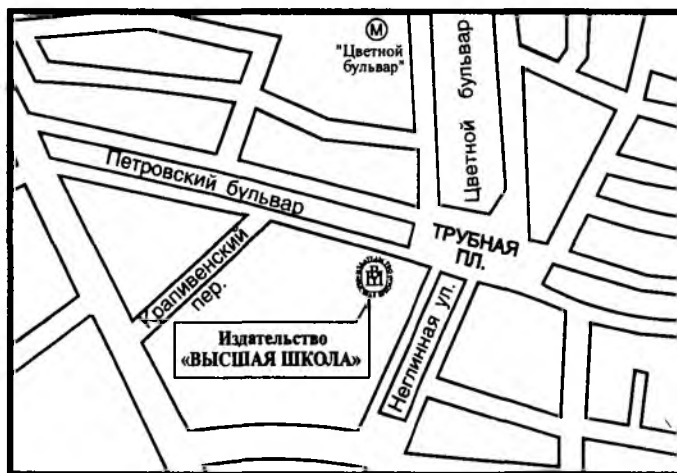 М
"Цветной
бульвар"
Цветной бульвар
Петровский бульвар
ТРУБНАЯ
ПЛ.
Крапивенский
пер.
Неглинная ул.
Издательство
«ВЫСШАЯ ШКОЛА»